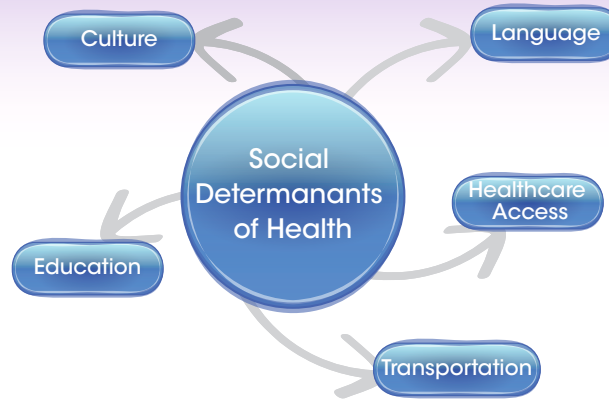 Culture
Language
Social
Determanants
of Health
Healthcare
Access
Education
Transportation